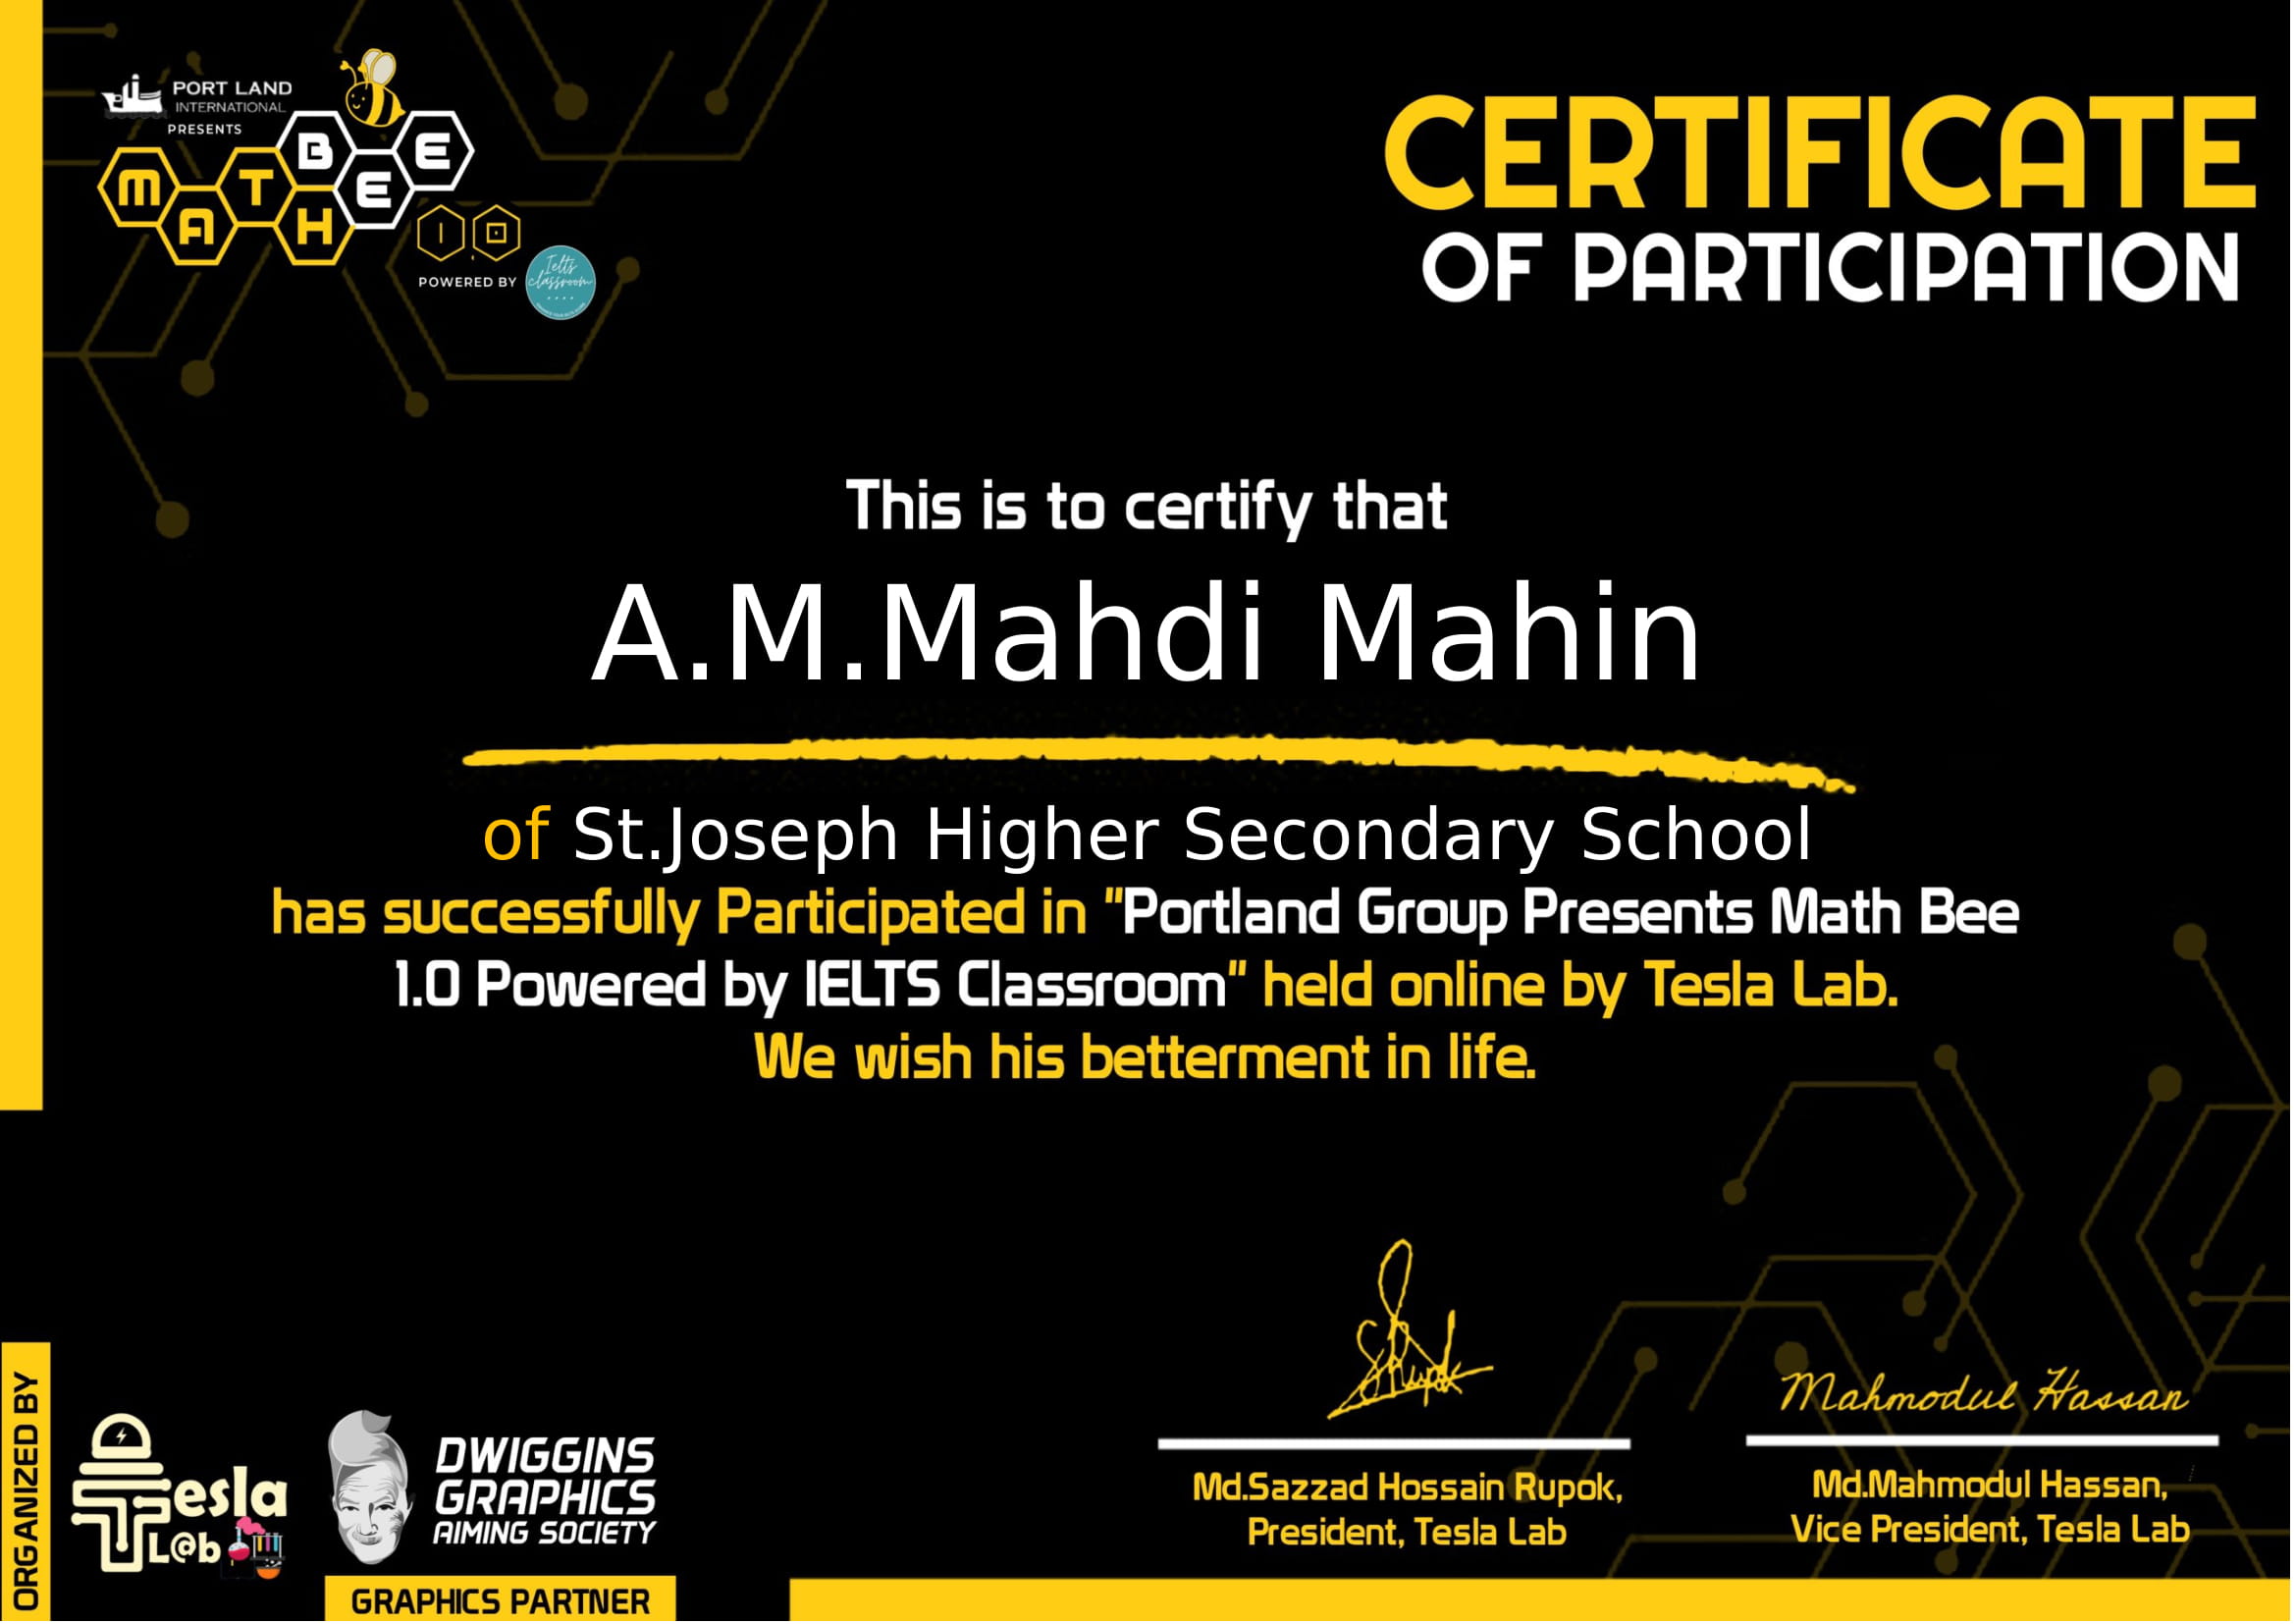 PORT LAND
INTERNATIONAL
PRESENTS
MATH BEE
1.0
POWERED BY
Ielts
classroom
CERTIFICATE
OF PARTICIPATION
This is to certify that
A.M.Mahdi Mahin
of St.Joseph Higher Secondary School
has successfully Participated in "Portland Group Presents Math Bee
1.0 Powered by IELTS Classroom" held online by Tesla Lab.
We wish his betterment in life.
SRupok
Md.Sazzad Hossain Rupok,
President, Tesla Lab
Mahmodul Hassan
Md.Mahmodul Hassan,
Vice President, Tesla Lab
ORGANIZED BY
Tesla
L@b
DWIGGINS
GRAPHICS
AIMING SOCIETY
GRAPHICS PARTNER